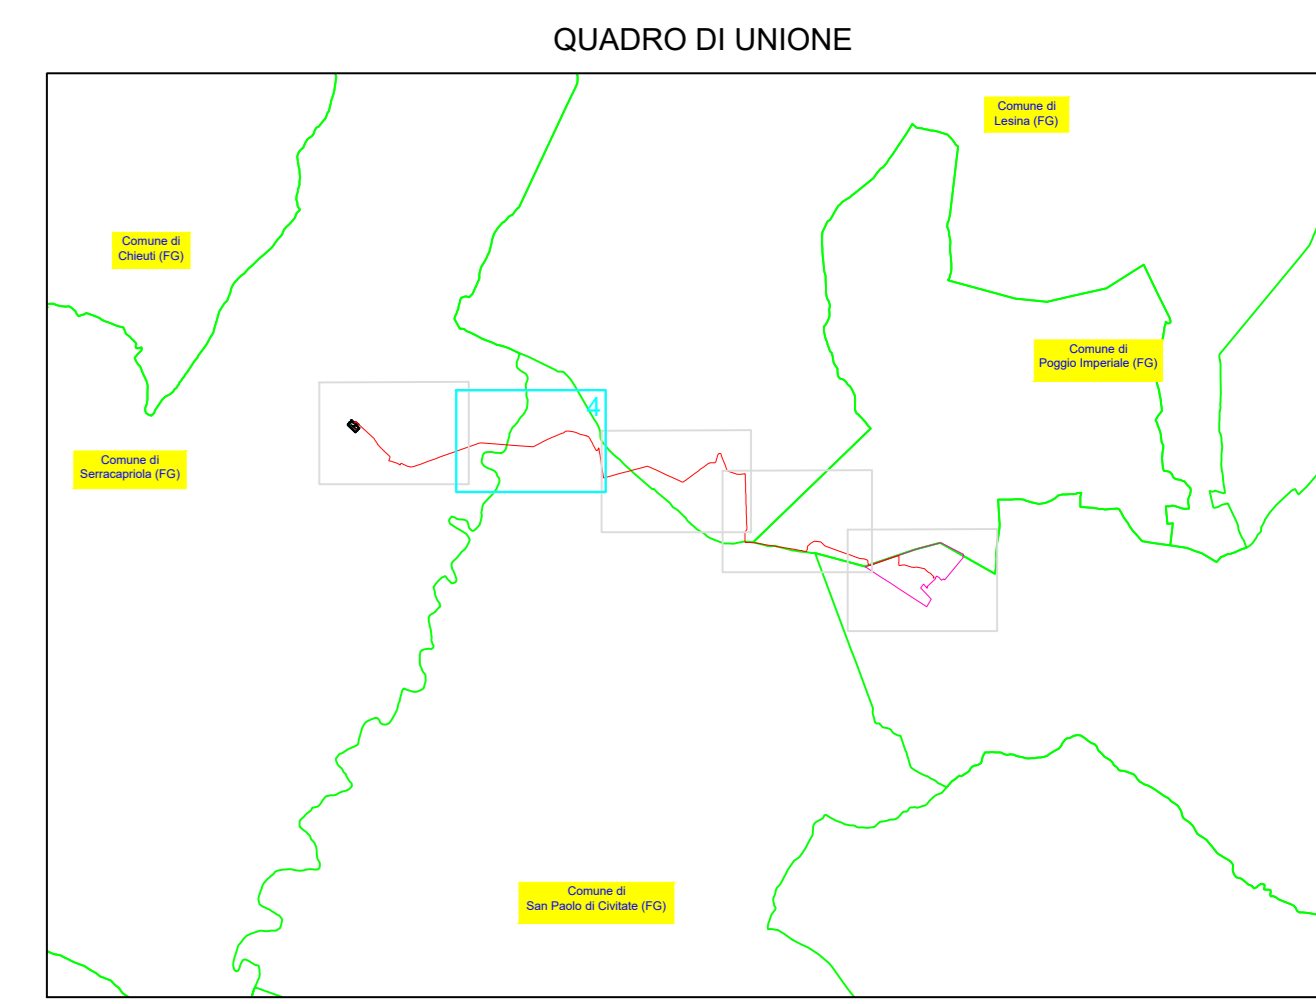 QUADRO DI UNIONE
Comune di
Lesina (FG)
Comune di
Chieuti (FG)
Comune di
Poggio Imperiale (FG)
4
Comune di
Serracapriola (FG)
Comune di
San Paolo di Civitate (FG)